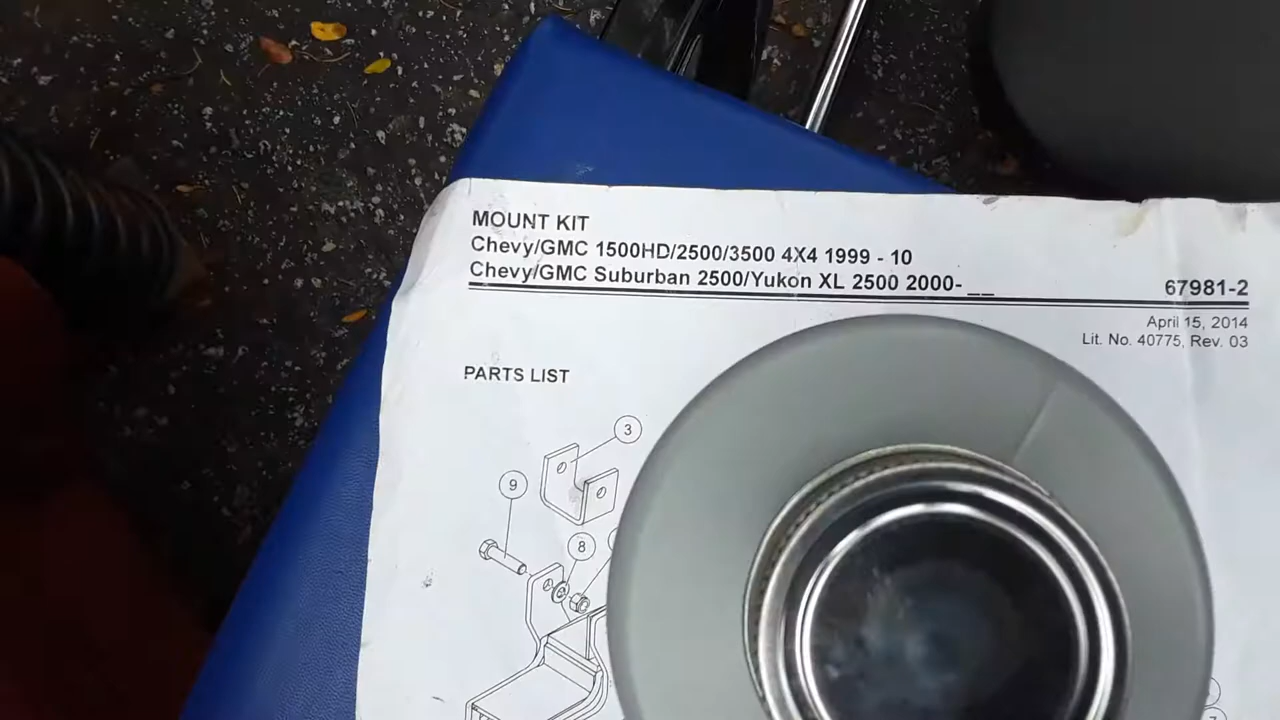 MOUNT KIT
Chevy/GMC 1500HD/2500/3500 4X4 1999 - 10
Chevy/GMC Suburban 2500/Yukon XL 2500 2000-__
67981-2
April 15, 2014
Lit. No. 40775, Rev. 03
PARTS LIST
3
9
8